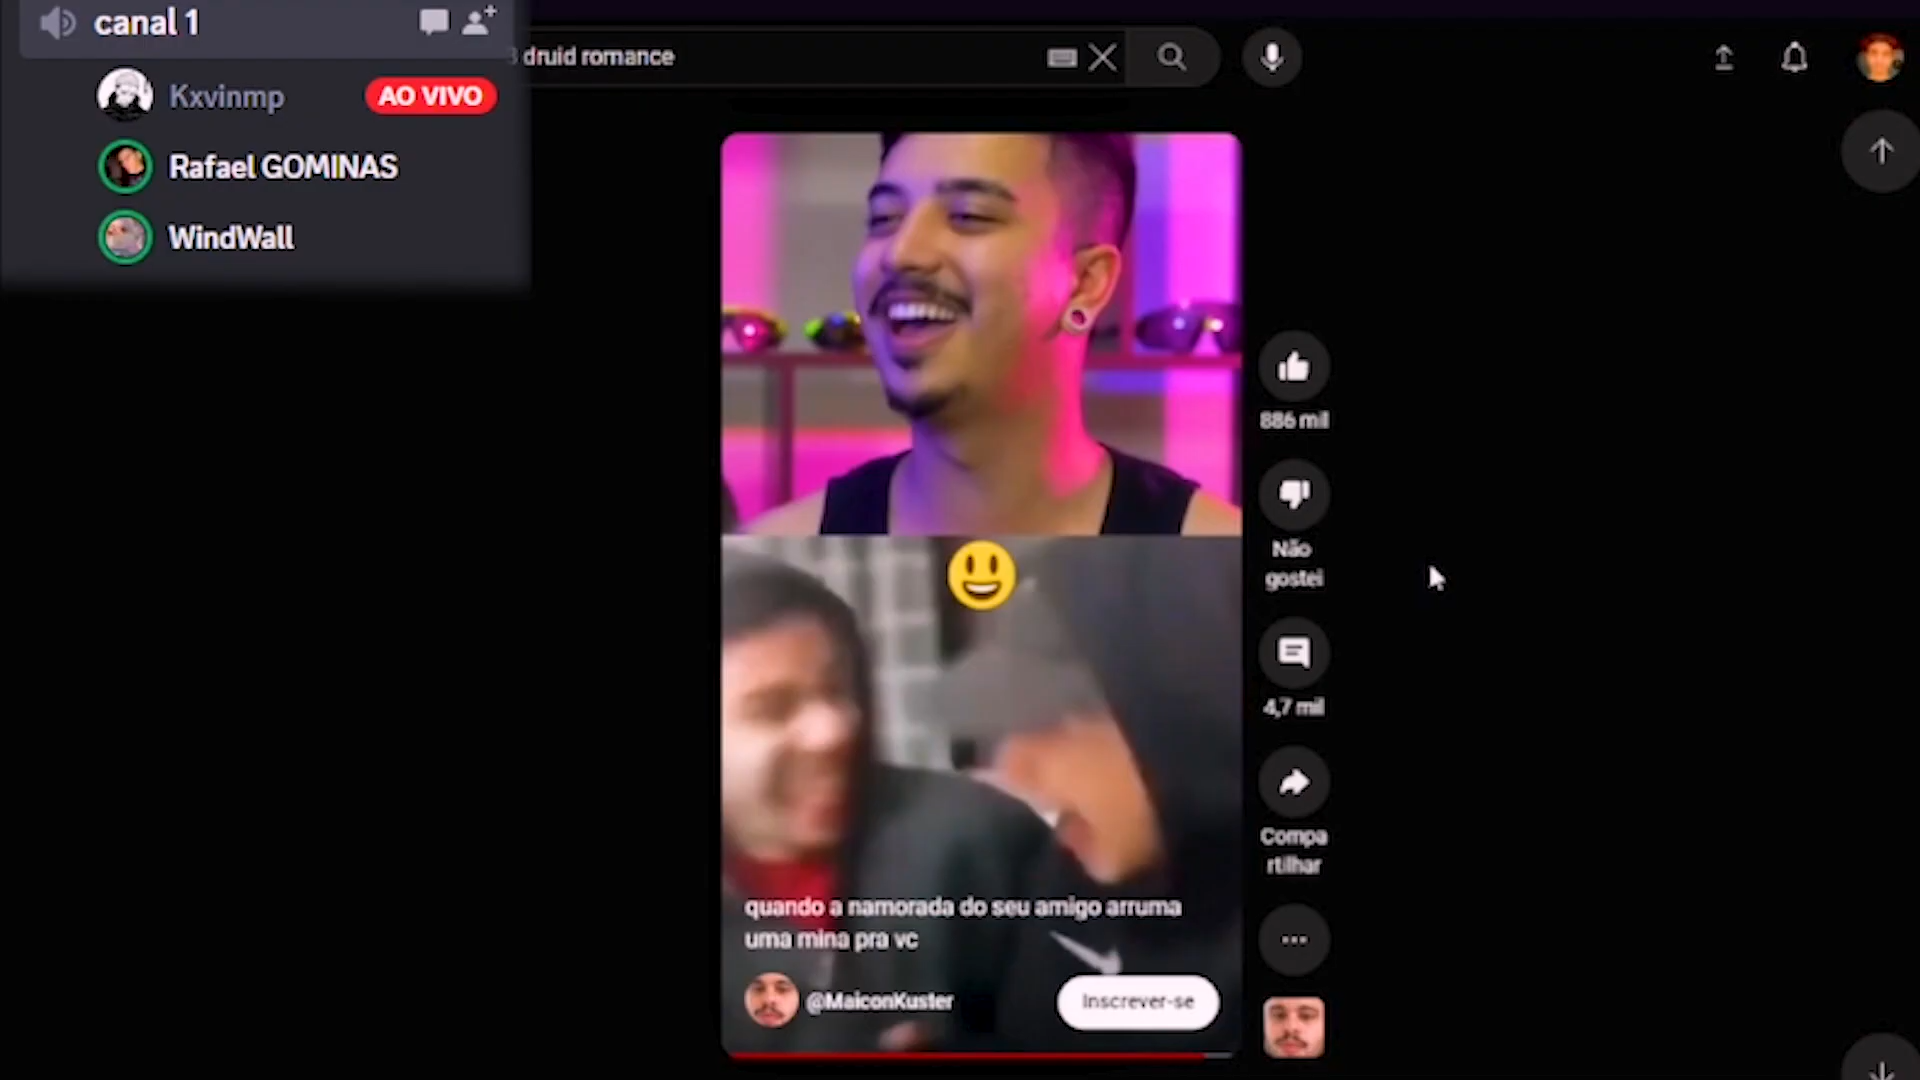 canal 1
Kxvinmp
AO VIVO
Rafael GOMINAS
WindWall
druid romance
886 mil
Não
gostei
4,7 mil
Compa
rtilhar
quando a namorada do seu amigo arruma
uma mina pra vc
@MaiconKuster
Inscrever-se